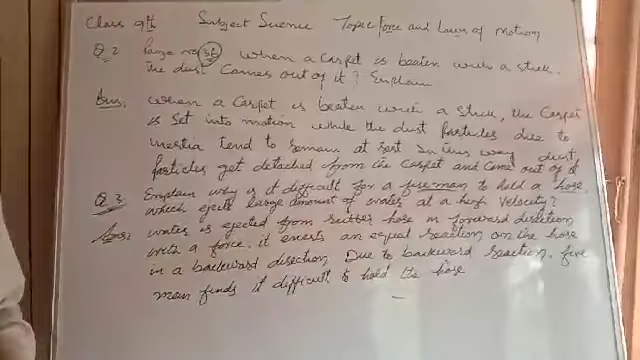 Class 9th Subject Science Topic Force and Laws of Motion
Q.2 Page no (36) When a Carpet is beaten with a stick.
The dust Comes out of it? Explain
Ans. When a Carpet is beaten with a stick, the Carpet
is Set into motion while the dust Particles due to
inertia tend to remain at rest In this way dust
Particles get detached from the Carpet and Come out of it
Q.3 Explain why is it difficult for a fireman to hold a hose,
which ejects large amount of water at a high Velocity?
Ans: water is ejected from rubber hose in forward direction
with a force, it exerts an equal reaction on the hose
in a backward direction Due to backward reaction, fire
man finds it difficult to hold the hose